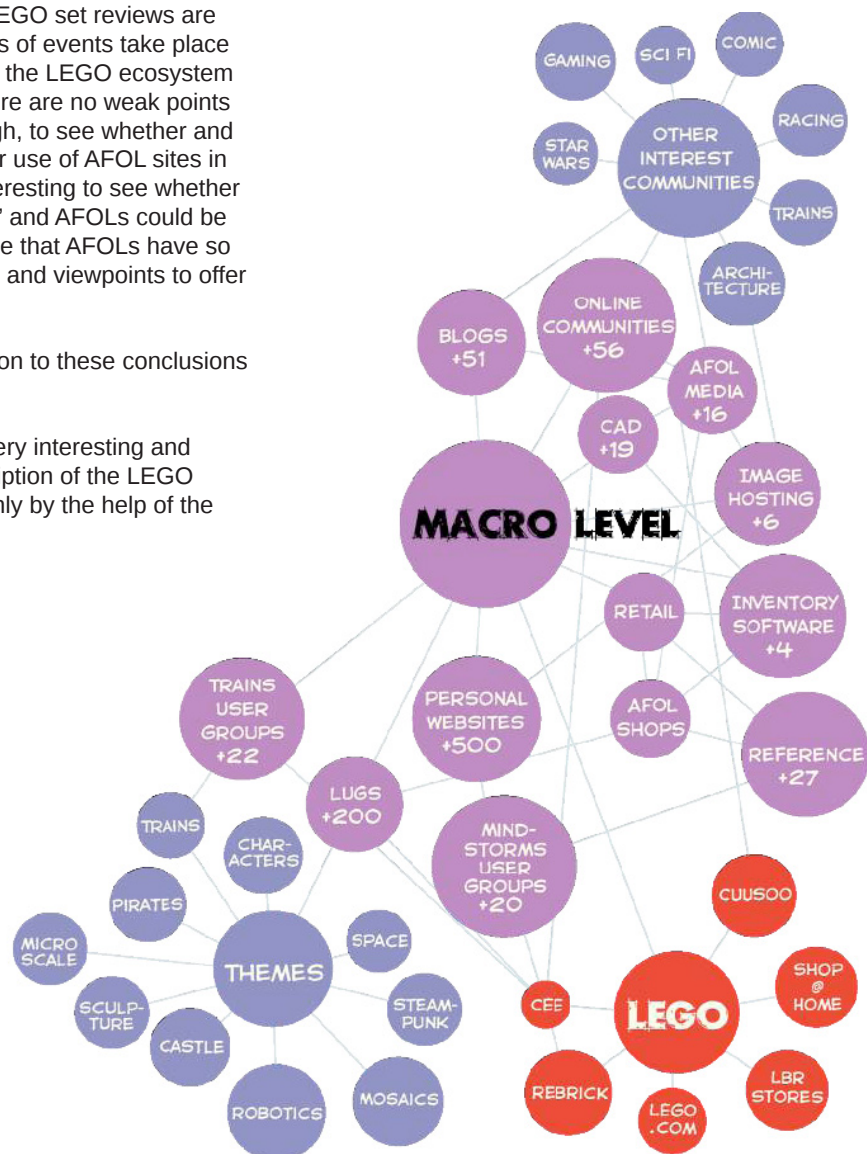 EGO set reviews are
s of events take place
the LEGO ecosystem
re are no weak points
gh, to see whether and
r use of AFOL sites in
eresting to see whether
’ and AFOLs could be
e that AFOLs have so
and viewpoints to offer
on to these conclusions
ery interesting and
ption of the LEGO
nly by the help of the
GAMING
SCI FI
COMIC
STAR
WARS
OTHER
INTEREST
COMMUNITIES
RACING
TRAINS
ARCHI-
TECTURE
BLOGS
+51
ONLINE
COMMUNITIES
+56
AFOL
MEDIA
+16
CAD
+19
IMAGE
HOSTING
+6
MACRO LEVEL
RETAIL
INVENTORY
SOFTWARE
+4
TRAINS
USER
GROUPS
+22
PERSONAL
WEBSITES
+500
AFOL
SHOPS
REFERENCE
+27
LUGS
+200
MIND-
STORMS
USER
GROUPS
+20
TRAINS
CHAR-
ACTERS
PIRATES
MICRO
SCALE
THEMES
SPACE
SCULP-
TURE
STEAM-
PUNK
CASTLE
ROBOTICS
MOSAICS
CUUSOO
CEE
LEGO
SHOP
@
HOME
REBRICK
LEGO
.COM
LBR
STORES